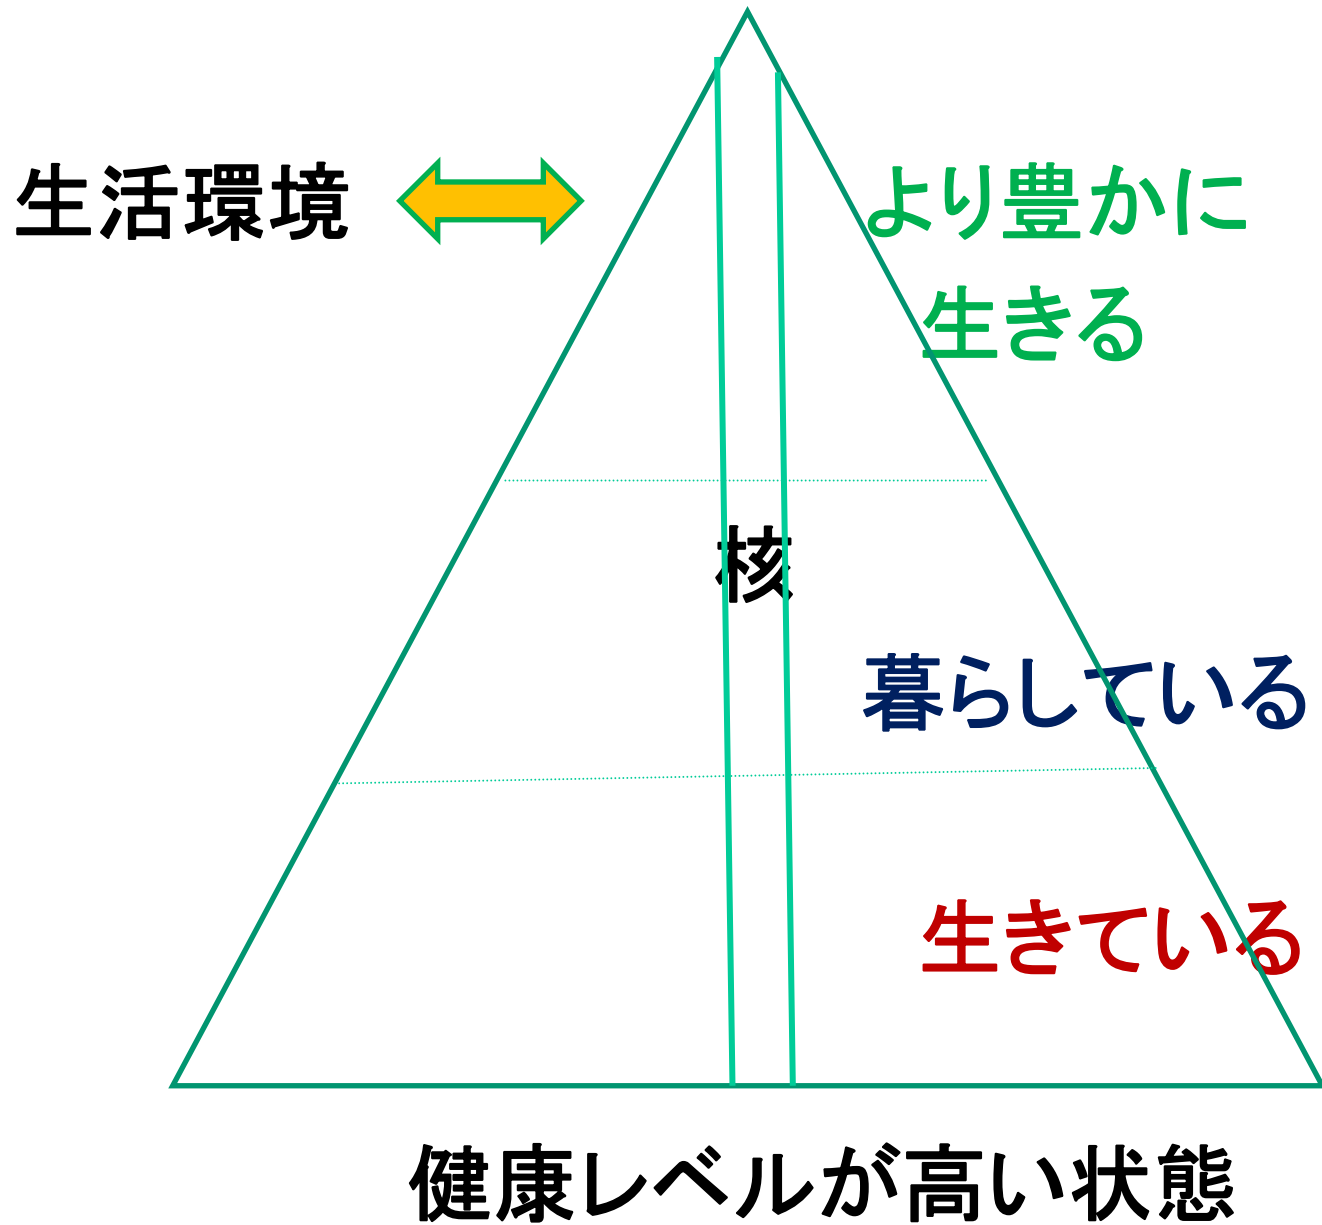 生活環境
より豊かに
生きる
核
暮らしている
生きている
健康レベルが高い状態